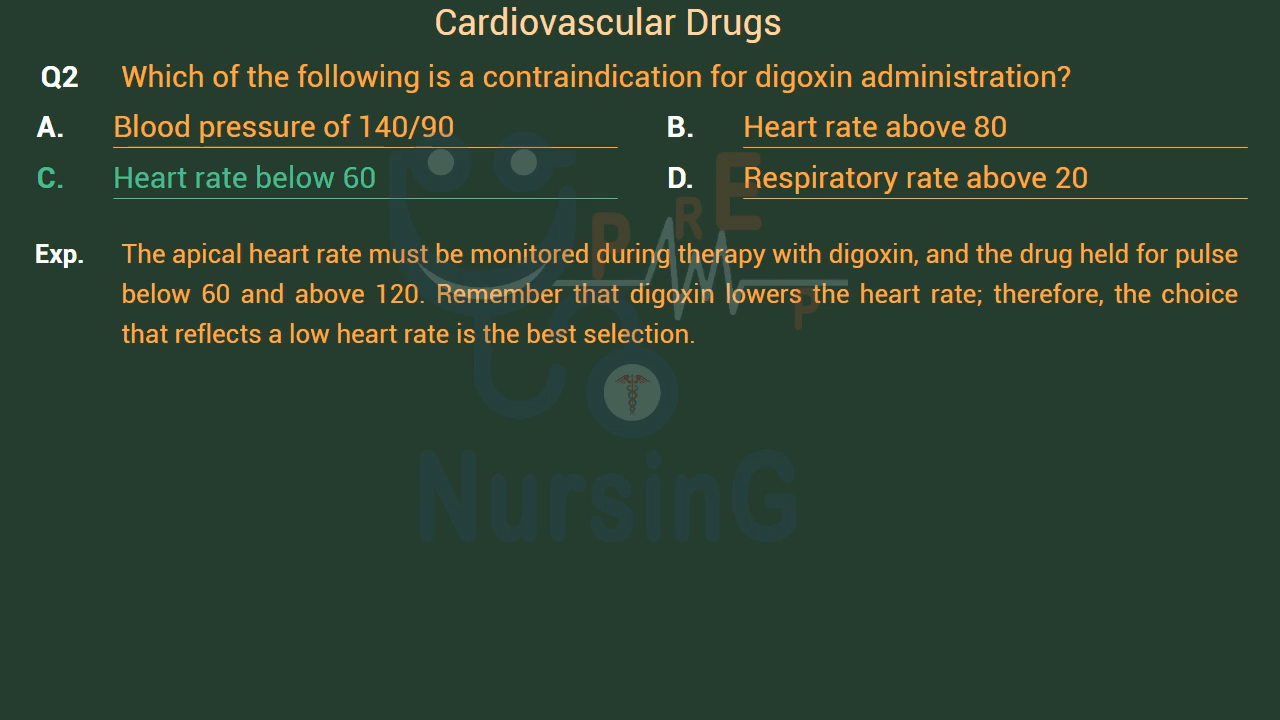 Cardiovascular Drugs
Q2 Which of the following is a contraindication for digoxin administration?
A. Blood pressure of 140/90 B. Heart rate above 80
C. Heart rate below 60 D. Respiratory rate above 20
Exp. The apical heart rate must be monitored during therapy with digoxin, and the drug held for pulse
below 60 and above 120. Remember that digoxin lowers the heart rate; therefore, the choice
that reflects a low heart rate is the best selection.
PREP
NursinG